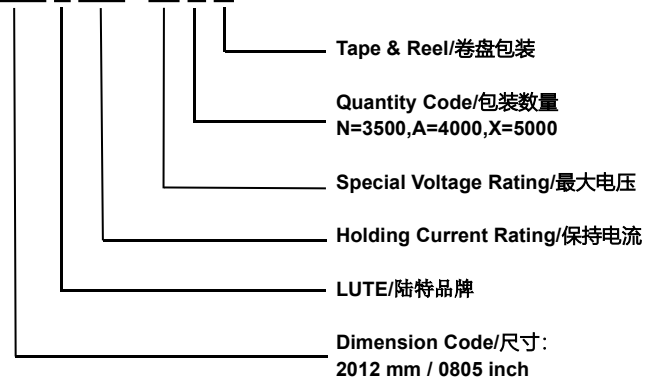 Tape & Reel/卷盘包装
Quantity Code/包装数量
N=3500,A=4000,X=5000
Special Voltage Rating/最大电压
Holding Current Rating/保持电流
LUTE/陆特品牌
Dimension Code/尺寸:
2012 mm / 0805 inch